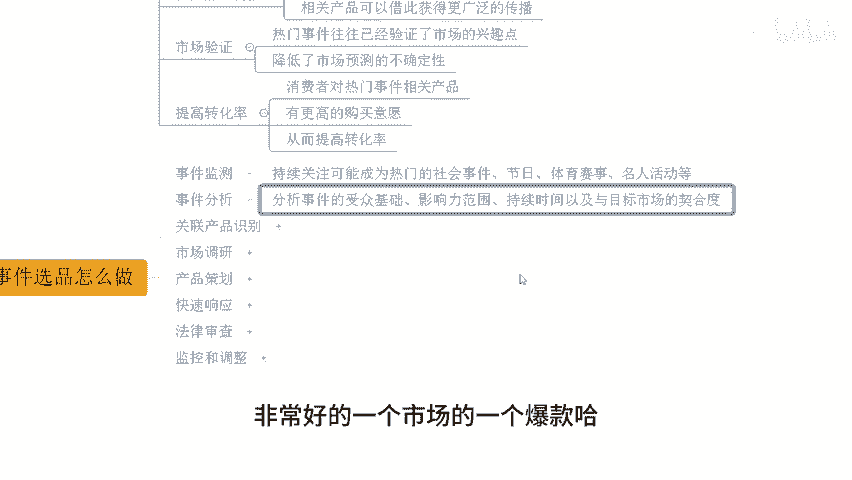 相关产品可以借此获得更广泛的传播
市场验证
热门事件往往已经验证了市场的兴趣点
降低了市场预测的不确定性
提高转化率
消费者对热门事件相关产品
有更高的购买意愿
从而提高转化率
事件监测
持续关注可能成为热门的社会事件、节日、体育赛事、名人活动等
事件分析
分析事件的受众基础、影响力范围、持续时间以及与目标市场的契合度
关联产品识别
市场调研
事件选品怎么做
产品策划
快速响应
法律审查
监控和调整
非常好的一个市场的一个爆款哈